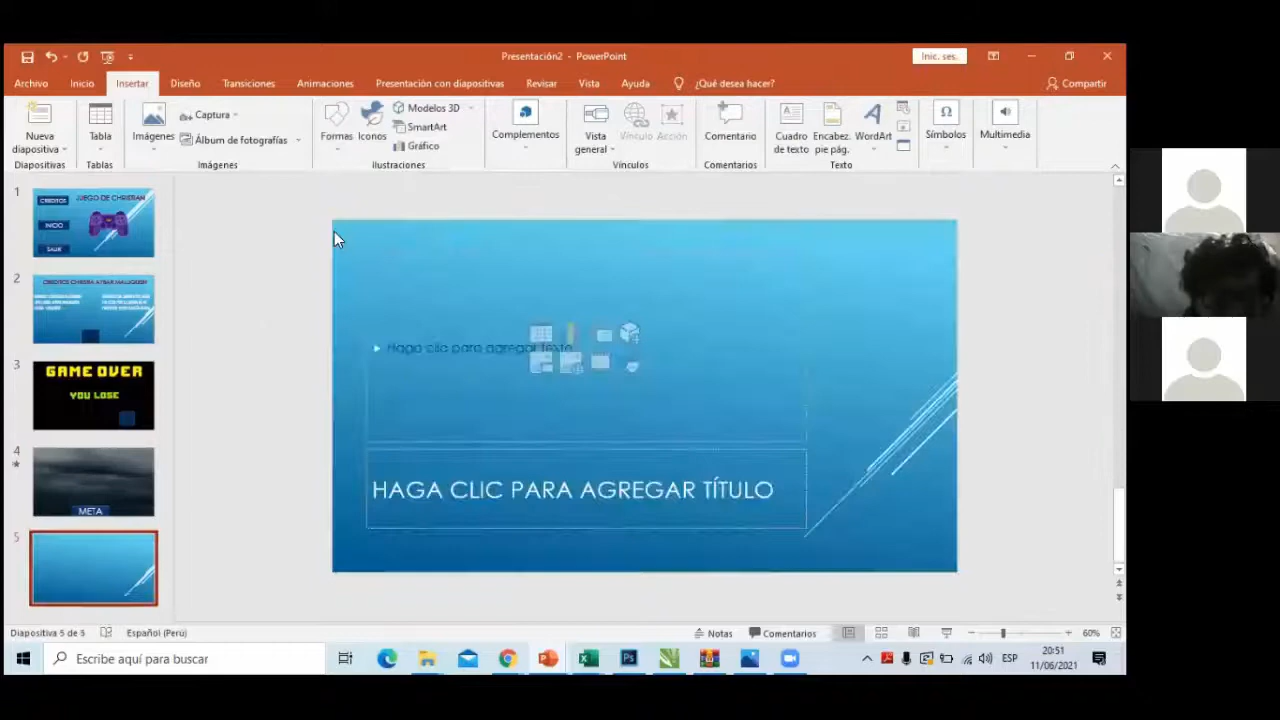 Presentación2 - PowerPoint
Inic. ses.
Archivo Inicio Insertar Diseño Transiciones Animaciones Presentación con diapositivas Revisar Vista Ayuda ¿Qué desea hacer? Compartir
Nueva diapositiva
Diapositivas
Tabla
Tablas
Imágenes
Captura
Álbum de fotografías
Imágenes
Formas
Iconos
Modelos 3D
SmartArt
Gráfico
Ilustraciones
Complementos
Vista general
Vínculo
Acción
Vínculos
Comentario
Comentarios
Cuadro de texto
Encabez. pie pág.
WordArt
Texto
Símbolos
Multimedia
1
CREDITOS
JUEGO DE CHRISTIAN
INICIO
SALIR
2
3
GAME OVER
YOU LOSE
4
META
5
Haga clic para agregar texto
HAGA CLIC PARA AGREGAR TÍTULO
Diapositiva 5 de 5 Español (Perú) Notas Comentarios 60%
Escribe aquí para buscar
ESP
20:51
11/06/2021